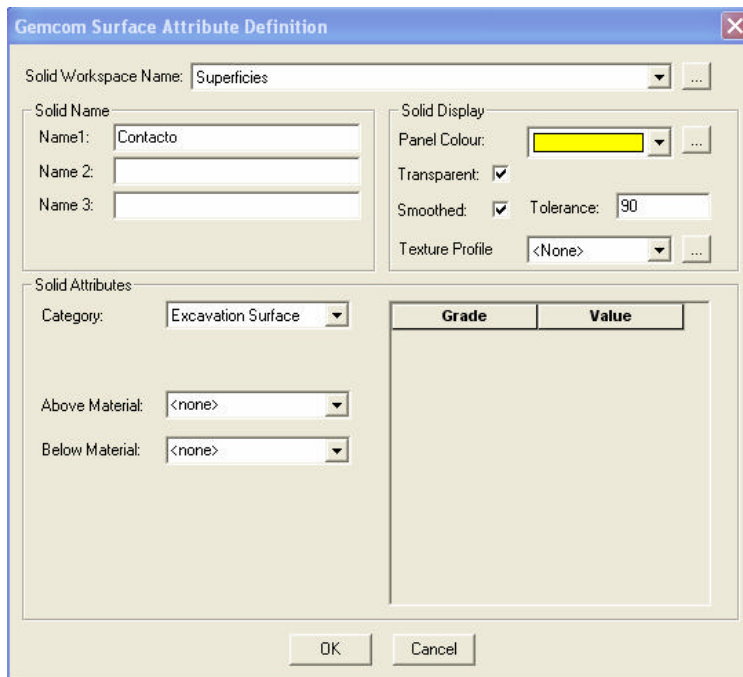 Gemcom Surface Attribute Definition
Solid Workspace Name: Superficies ...
Solid Name
Name1: Contacto
Name 2:
Name 3:
Solid Display
Panel Colour: ...
Transparent:
Smoothed: Tolerance: 90
Texture Profile <None> ...
Solid Attributes
Category: Excavation Surface
Above Material: <none>
Below Material: <none>
Grade Value
OK Cancel